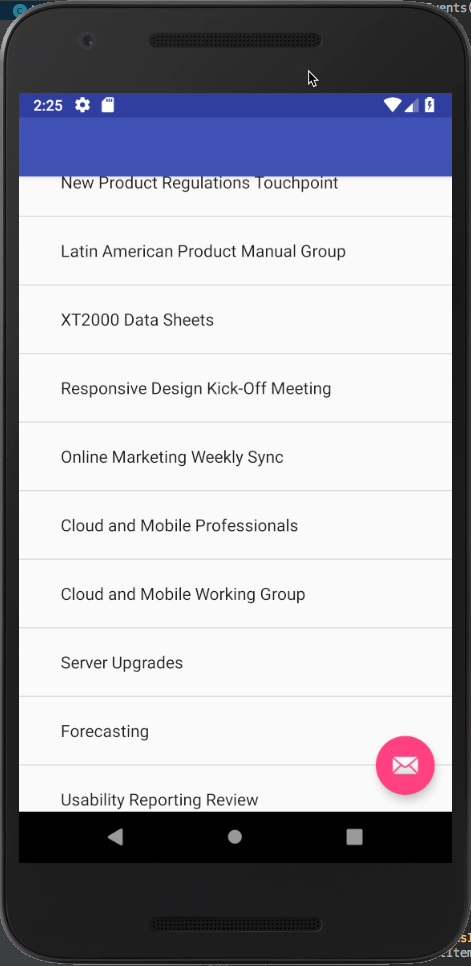 Events(
2:25
New Product Regulations Touchpoint
Latin American Product Manual Group
XT2000 Data Sheets
Responsive Design Kick-Off Meeting
Online Marketing Weekly Sync
Cloud and Mobile Professionals
Cloud and Mobile Working Group
Server Upgrades
Forecasting
Usability Reporting Review